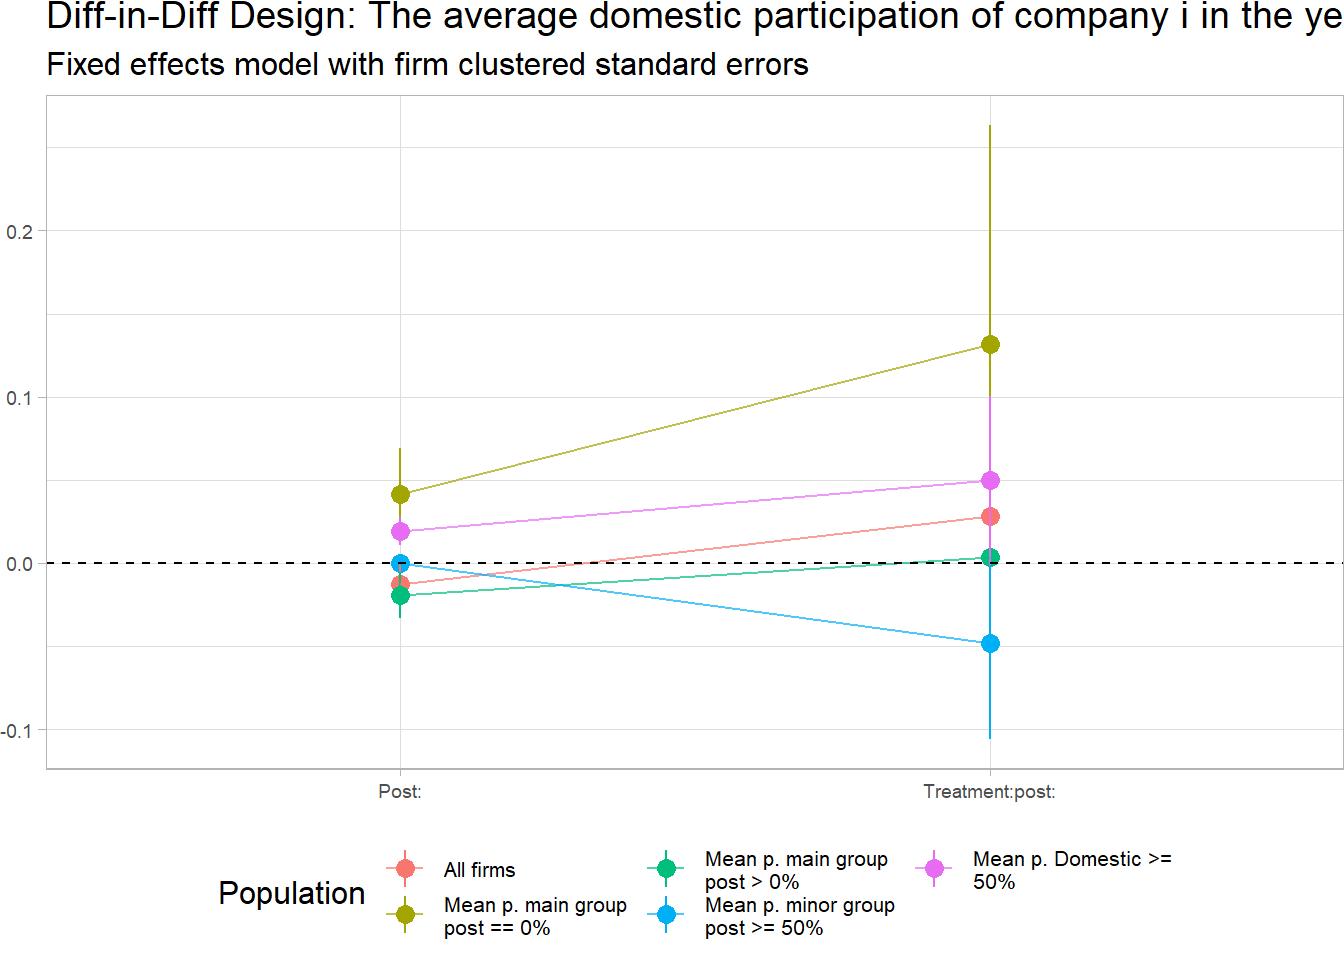 Diff-in-Diff Design: The average domestic participation of company i in the ye
Fixed effects model with firm clustered standard errors
0.2
0.1
0.0
-0.1
Post:
Treatment:post:
Population
All firms
Mean p. main group
post == 0%
Mean p. main group
post > 0%
Mean p. minor group
post >= 50%
Mean p. Domestic >=
50%